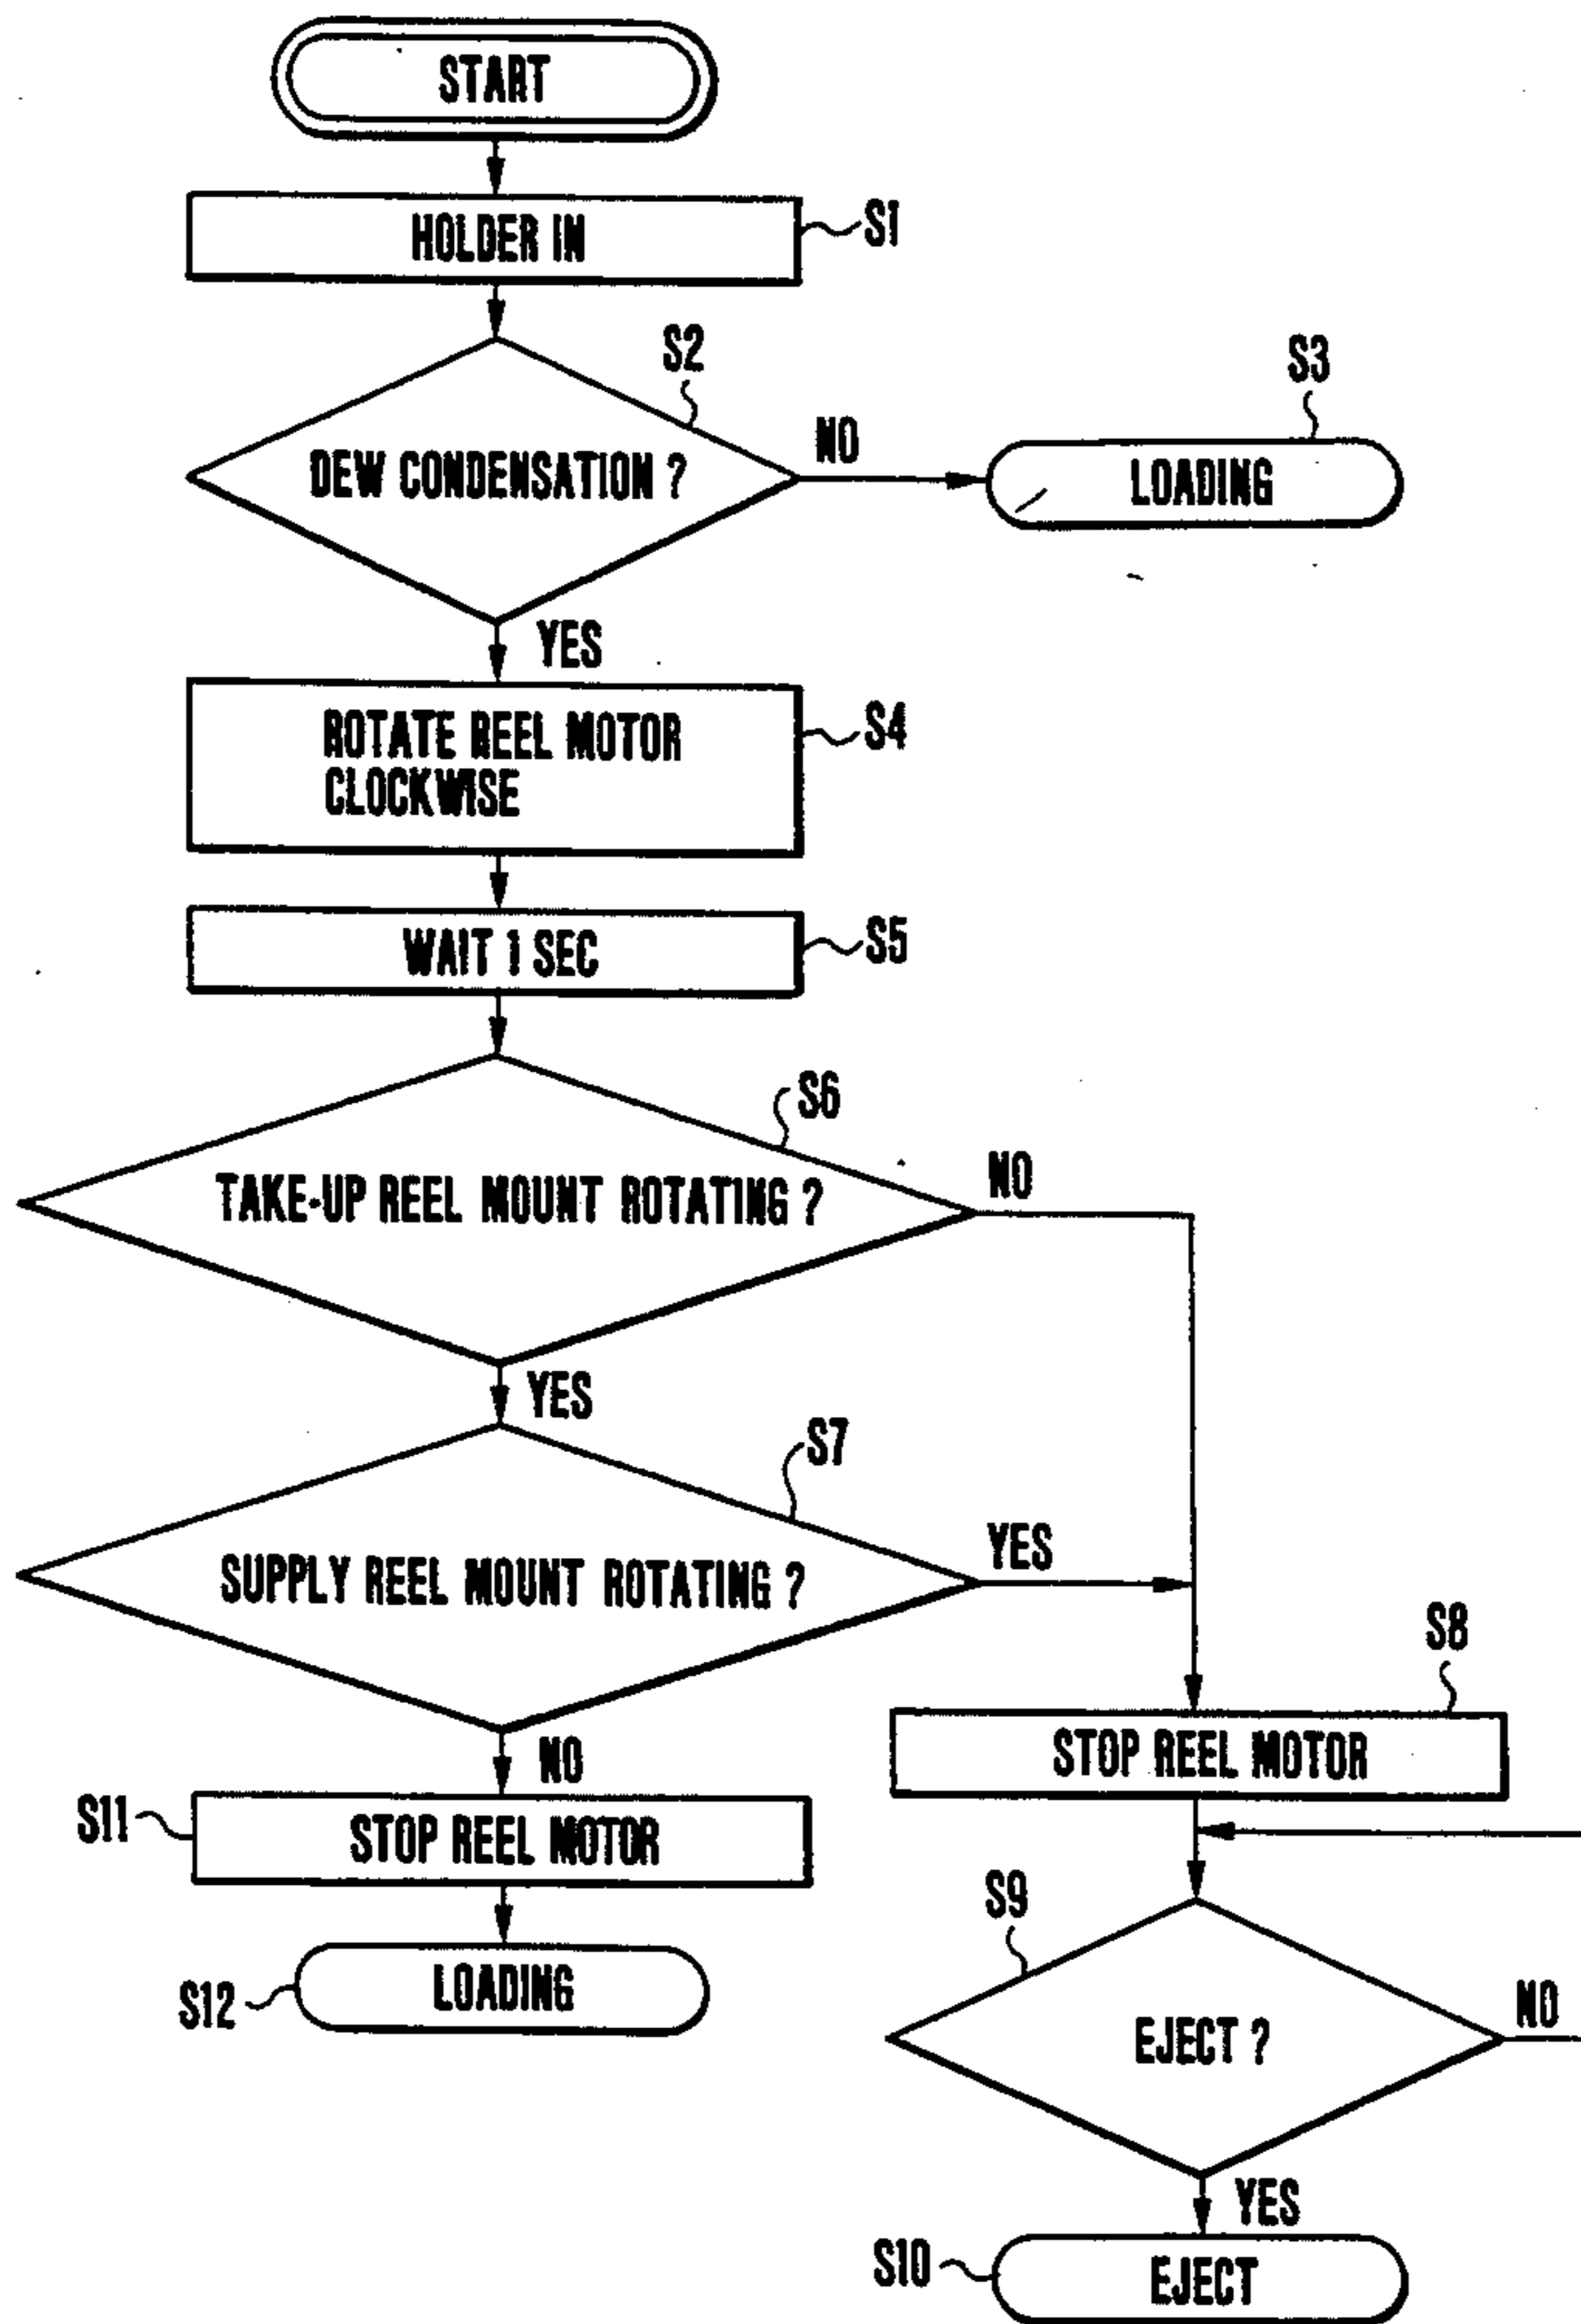 START
HOLDER IN
S1
S2
DEW CONDENSATION ?
NO
S3
LOADING
YES
ROTATE REEL MOTOR
CLOCKWISE
S4
WAIT 1 SEC
S5
S6
TAKE-UP REEL MOUNT ROTATING ?
NO
YES
S7
SUPPLY REEL MOUNT ROTATING ?
YES
NO
S11
STOP REEL MOTOR
S12
LOADING
S8
STOP REEL MOTOR
S9
EJECT ?
NO
YES
S10
EJECT